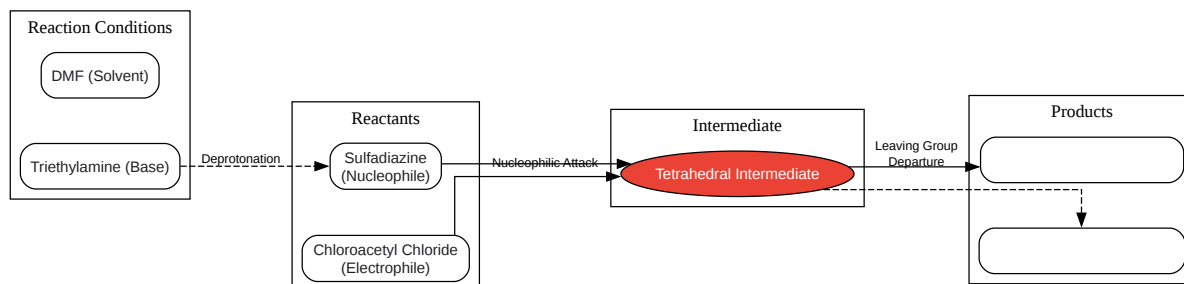 Reaction Conditions
DMF (Solvent)
Triethylamine (Base)
Deprotonation
Reactants
Sulfadiazine
(Nucleophile)
Chloroacetyl Chloride
(Electrophile)
Nucleophilic Attack
Intermediate
Tetrahedral Intermediate
Leaving Group
Departure
Products